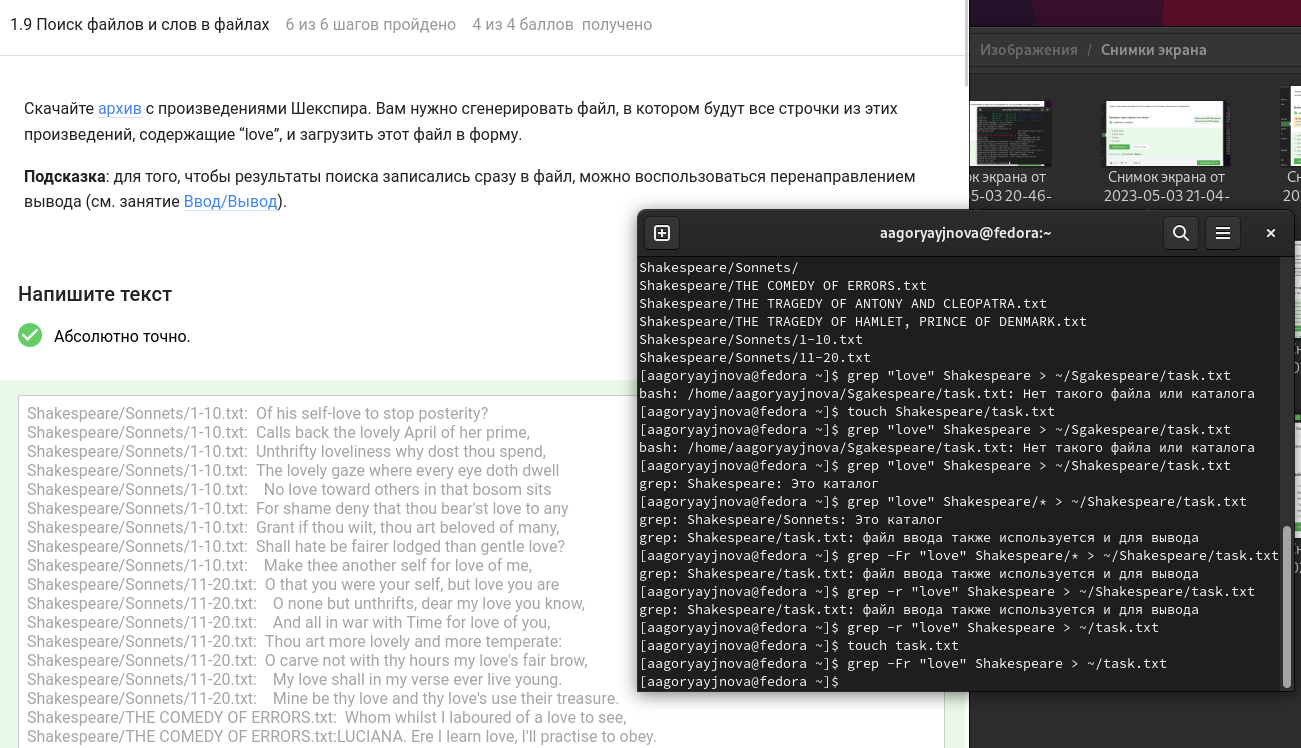 1.9 Поиск файлов и слов в файлах 6 из 6 шагов пройдено 4 из 4 баллов получено
Скачайте архив с произведениями Шекспира. Вам нужно сгенерировать файл, в котором будут все строчки из этих
произведений, содержащие “love”, и загрузить этот файл в форму.
Подсказка: для того, чтобы результаты поиска записались сразу в файл, можно воспользоваться перенаправлением
вывода (см. занятие Ввод/Вывод).
Напишите текст
Абсолютно точно.
Shakespeare/Sonnets/1-10.txt: Of his self-love to stop posterity?
Shakespeare/Sonnets/1-10.txt: Calls back the lovely April of her prime,
Shakespeare/Sonnets/1-10.txt: Unthrifty loveliness why dost thou spend,
Shakespeare/Sonnets/1-10.txt: The lovely gaze where every eye doth dwell
Shakespeare/Sonnets/1-10.txt: No love toward others in that bosom sits
Shakespeare/Sonnets/1-10.txt: For shame deny that thou bear'st love to any
Shakespeare/Sonnets/1-10.txt: Grant if thou wilt, thou art beloved of many,
Shakespeare/Sonnets/1-10.txt: Shall hate be fairer lodged than gentle love?
Shakespeare/Sonnets/1-10.txt: Make thee another self for love of me,
Shakespeare/Sonnets/11-20.txt: O that you were your self, but love you are
Shakespeare/Sonnets/11-20.txt: O none but unthrifts, dear my love you know,
Shakespeare/Sonnets/11-20.txt: And all in war with Time for love of you,
Shakespeare/Sonnets/11-20.txt: Thou art more lovely and more temperate:
Shakespeare/Sonnets/11-20.txt: O carve not with thy hours my love's fair brow,
Shakespeare/Sonnets/11-20.txt: My love shall in my verse ever live young.
Shakespeare/Sonnets/11-20.txt: Mine be thy love and thy love's use their treasure.
Shakespeare/THE COMEDY OF ERRORS.txt: Whom whilst I laboured of a love to see,
Shakespeare/THE COMEDY OF ERRORS.txt:LUCIANA. Ere I learn love, I'll practise to obey.
Изображения / Снимки экрана
ок экрана от
5-03 20-46-
Снимок экрана от
2023-05-03 21-04-
Сн
20
aagoryayjnova@fedora:~
Shakespeare/Sonnets/
Shakespeare/THE COMEDY OF ERRORS.txt
Shakespeare/THE TRAGEDY OF ANTONY AND CLEOPATRA.txt
Shakespeare/THE TRAGEDY OF HAMLET, PRINCE OF DENMARK.txt
Shakespeare/Sonnets/1-10.txt
Shakespeare/Sonnets/11-20.txt
[aagoryayjnova@fedora ~]$ grep "love" Shakespeare > ~/Sgakespeare/task.txt
bash: /home/aagoryayjnova/Sgakespeare/task.txt: Нет такого файла или каталога
[aagoryayjnova@fedora ~]$ touch Shakespeare/task.txt
[aagoryayjnova@fedora ~]$ grep "love" Shakespeare > ~/Sgakespeare/task.txt
bash: /home/aagoryayjnova/Sgakespeare/task.txt: Нет такого файла или каталога
[aagoryayjnova@fedora ~]$ grep "love" Shakespeare > ~/Shakespeare/task.txt
grep: Shakespeare: Это каталог
[aagoryayjnova@fedora ~]$ grep "love" Shakespeare/* > ~/Shakespeare/task.txt
grep: Shakespeare/Sonnets: Это каталог
grep: Shakespeare/task.txt: файл ввода также используется и для вывода
[aagoryayjnova@fedora ~]$ grep -Fr "love" Shakespeare/* > ~/Shakespeare/task.txt
grep: Shakespeare/task.txt: файл ввода также используется и для вывода
[aagoryayjnova@fedora ~]$ grep -r "love" Shakespeare > ~/Shakespeare/task.txt
grep: Shakespeare/task.txt: файл ввода также используется и для вывода
[aagoryayjnova@fedora ~]$ grep -r "love" Shakespeare > ~/task.txt
[aagoryayjnova@fedora ~]$ touch task.txt
[aagoryayjnova@fedora ~]$ grep -Fr "love" Shakespeare > ~/task.txt
[aagoryayjnova@fedora ~]$